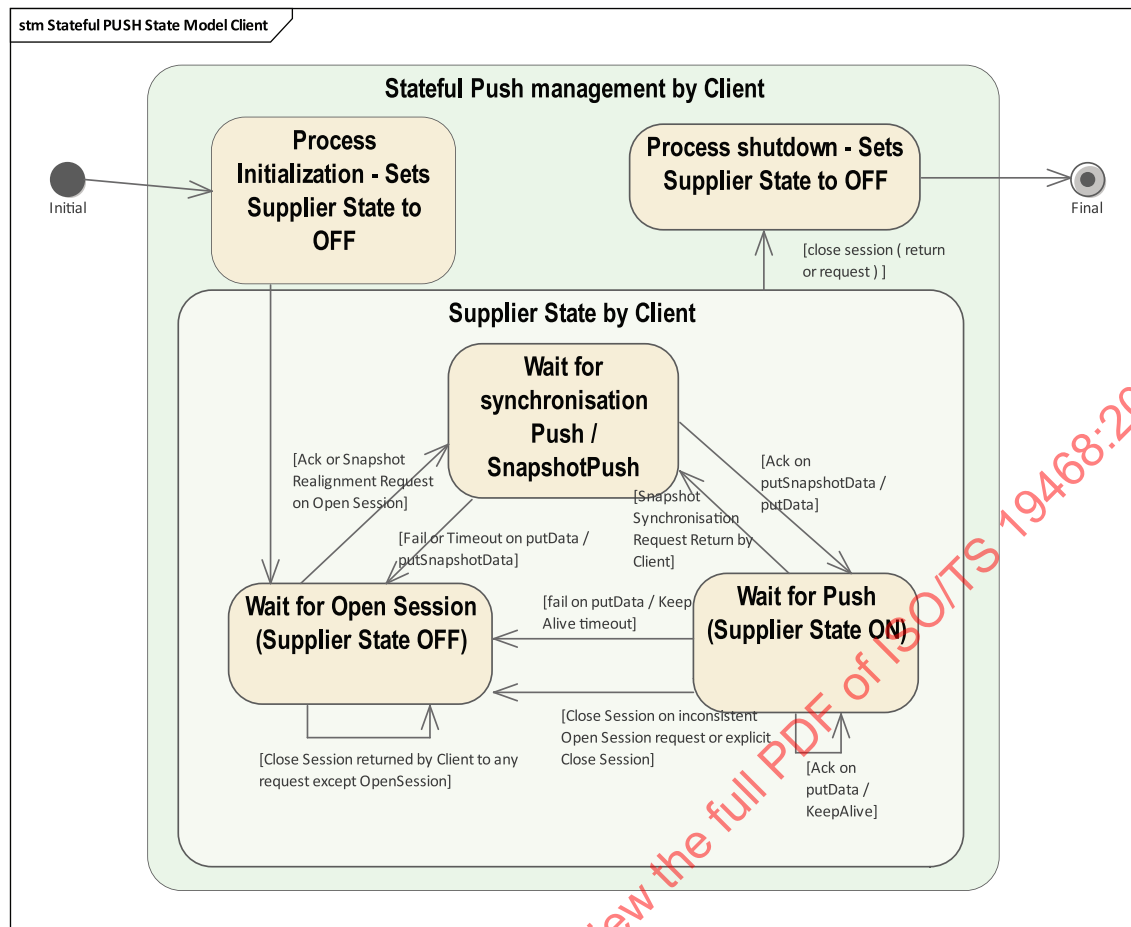 stm Stateful PUSH State Model Client
Stateful Push management by Client
Process
Initialization - Sets
Supplier State to
OFF
Process shutdown - Sets
Supplier State to OFF
Initial
Final
[close session ( return
or request ) ]
Supplier State by Client
Wait for
synchronisation
Push /
SnapshotPush
[Ack or Snapshot
Realignment Request
on Open Session]
[Ack on
putSnapshotData /
putData]
[Snapshot
Synchronisation
Request Return by
Client]
[Fail or Timeout on putData /
putSnapshotData]
Wait for Open Session
(Supplier State OFF)
[fail on putData / Keep
Alive timeout]
Wait for Push
(Supplier State ON)
[Close Session on inconsistent
Open Session request or explicit
Close Session]
[Close Session returned by Client to any
request except OpenSession]
[Ack on
putData /
KeepAlive]
the full PDF of ISO/TS 19468:20